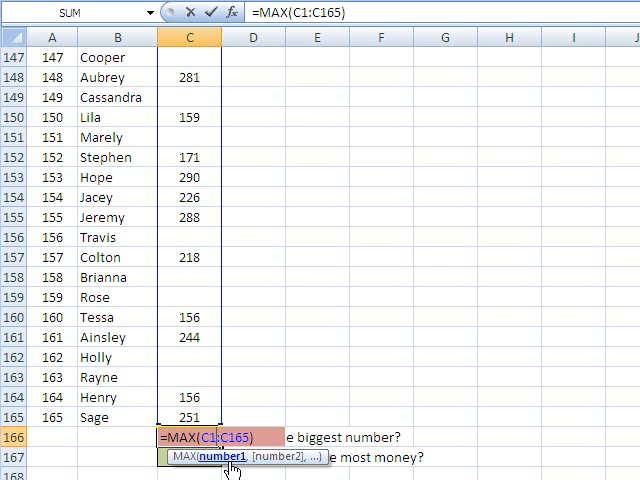 SUM =MAX(C1:C165)
A B C D E F G H I J
147 147 Cooper
148 148 Aubrey 281
149 149 Cassandra
150 150 Lila 159
151 151 Marely
152 152 Stephen 171
153 153 Hope 290
154 154 Jacey 226
155 155 Jeremy 288
156 156 Travis
157 157 Colton 218
158 158 Brianna
159 159 Rose
160 160 Tessa 156
161 161 Ainsley 244
162 162 Holly
163 163 Rayne
164 164 Henry 156
165 165 Sage 251
166 =MAX(C1:C165) e biggest number?
167 MAX(number1, [number2], ...) e most money?
168